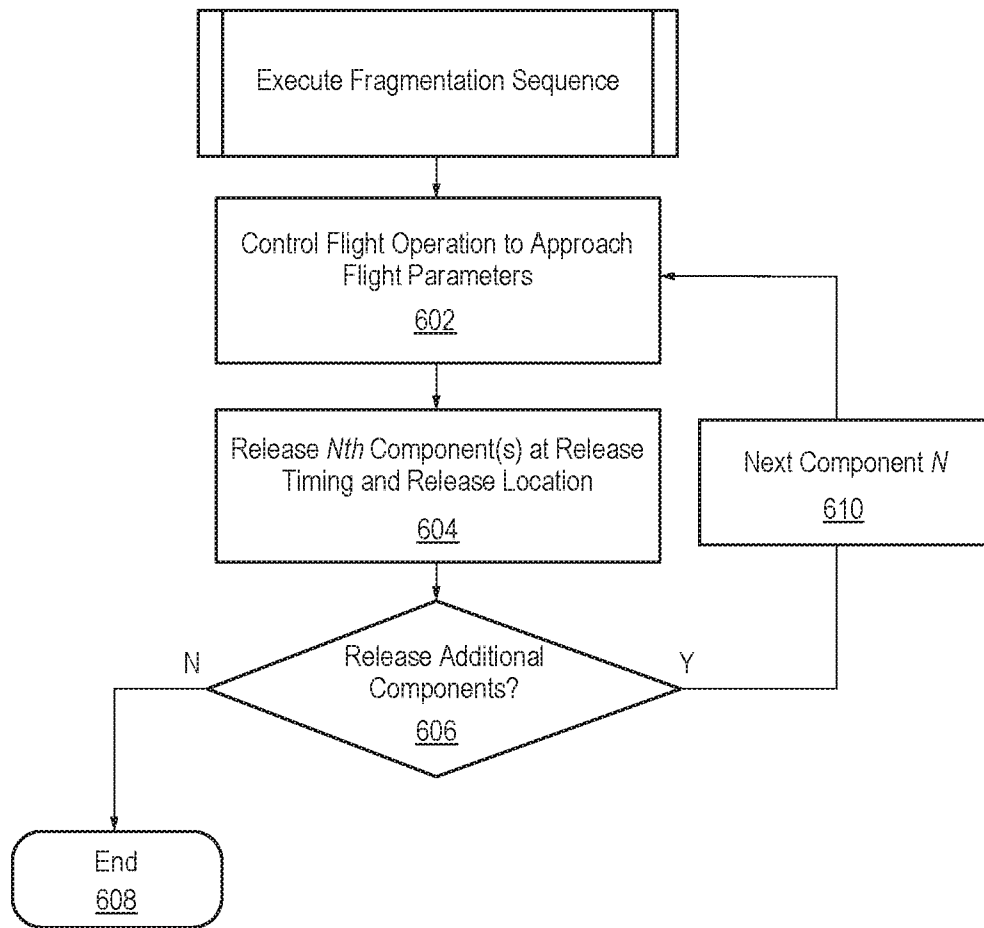 Execute Fragmentation Sequence
Control Flight Operation to Approach
Flight Parameters
602
Release Nth Component(s) at Release
Timing and Release Location
604
Next Component N
610
Release Additional
Components?
606
N
Y
End
608